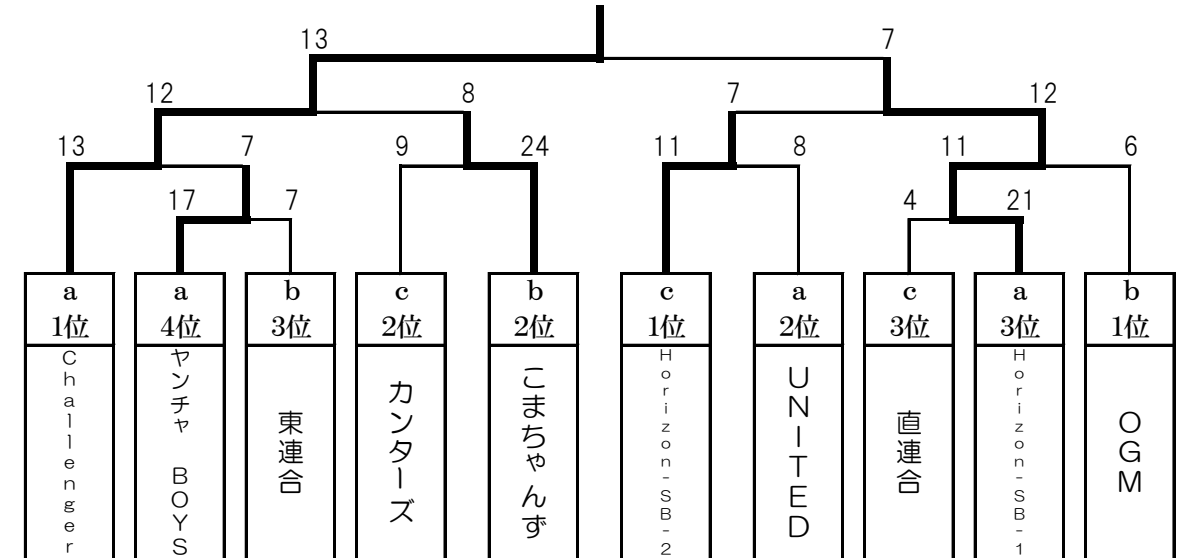 13 7
12 8 7 12
13 7 9 24 11 8 11 6
17 7 4 21
a a b c b c a c a b
1位 4位 3位 2位 2位 1位 2位 3位 3位 1位
Challenger
ヤンチャ BOYS
東連合
カンターズ
こまちゃんず
Horizon-SB-2
UNITED
直連合
Horizon-SB-1
OGM